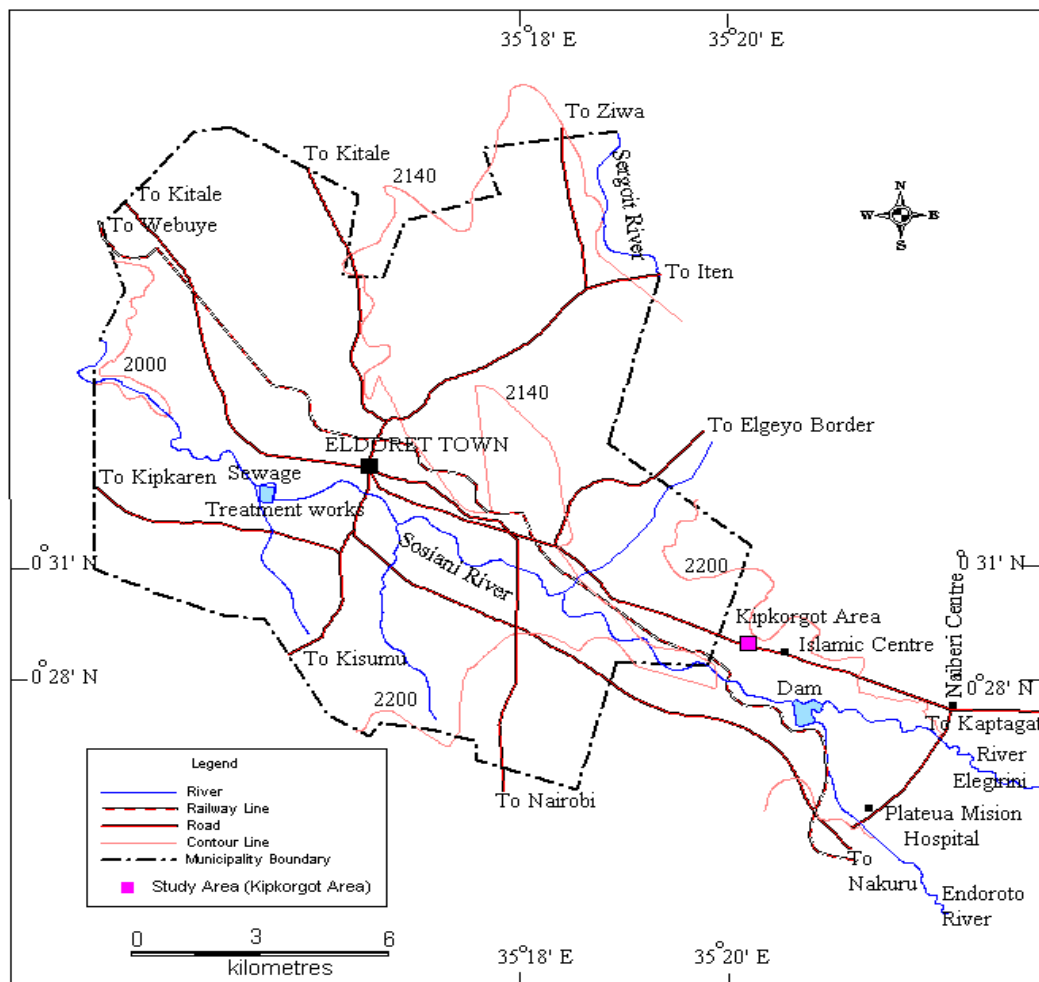 35°18' E
35°20' E
To Ziwa
To Kitale
2140
Sergoit River
To Kitale
To Webuye
To Iten
N
W E
S
2000
2140
To Elgeyo Border
ELDORET TOWN
To Kipkaren
Sewage
Treatment works
Sosiani River
0°31' N
0°31' N
2200
Kipkorgot Area
Islamic Centre
Naiberi Centre
To Kisumu
0°28' N
0°28' N
Dam
2200
To Kaptagat
River
Elegirini
To Nairobi
Plateua Mision
Hospital
To
Nakuru
Endoroto
River
Legend
River
Railway Line
Road
Contour Line
Municipality Boundary
Study Area (Kipkorgot Area)
0 3 6
kilometres
35°18' E
35°20' E